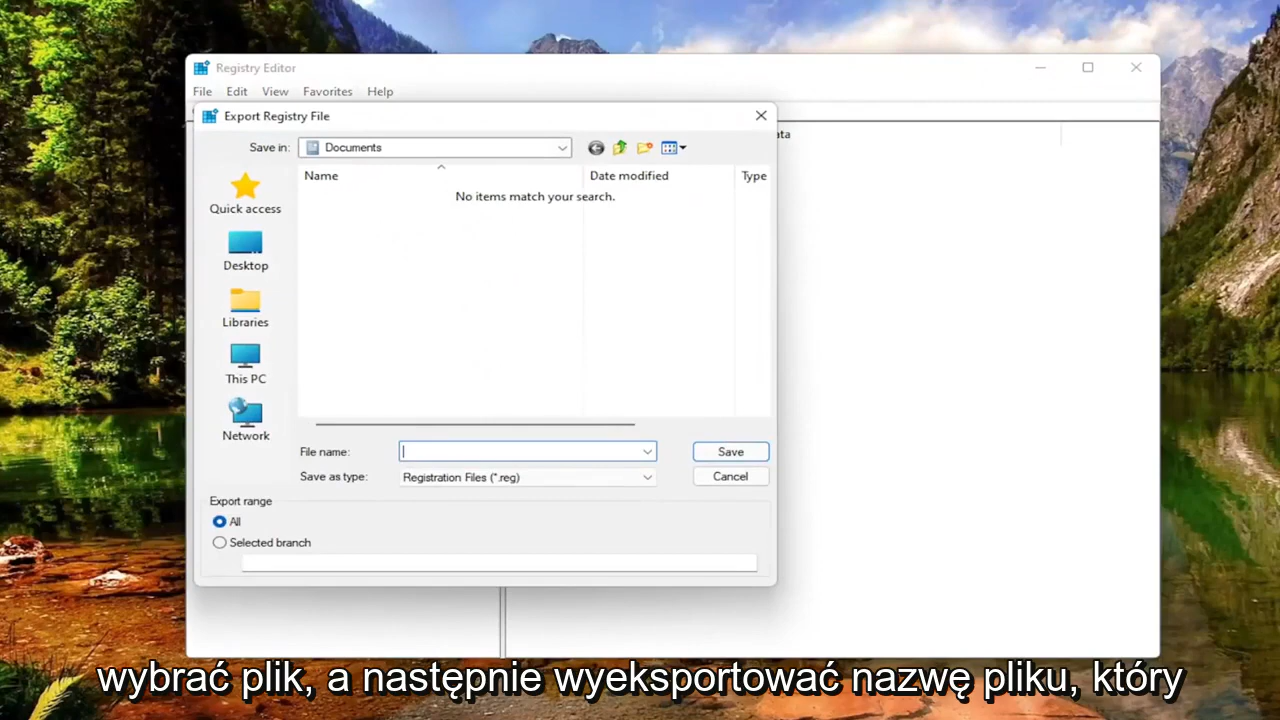 Registry Editor
File Edit View Favorites Help
Export Registry File
ata
Save in: Documents
Name Date modified Type
No items match your search.
Quick access
Desktop
Libraries
This PC
Network
File name: Save
Save as type: Registration Files (*.reg) Cancel
Export range
All
Selected branch
wybrać plik, a następnie wyeksportować nazwę pliku, który